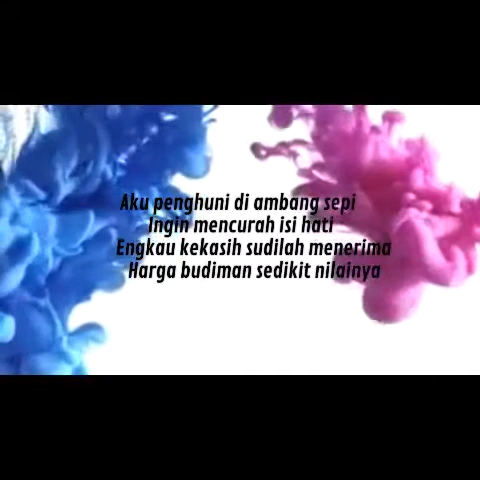 Aku penghuni di ambang sepi
Ingin mencurah isi hati
Engkau kekasih sudilah menerima
Harga budiman sedikit nilainya